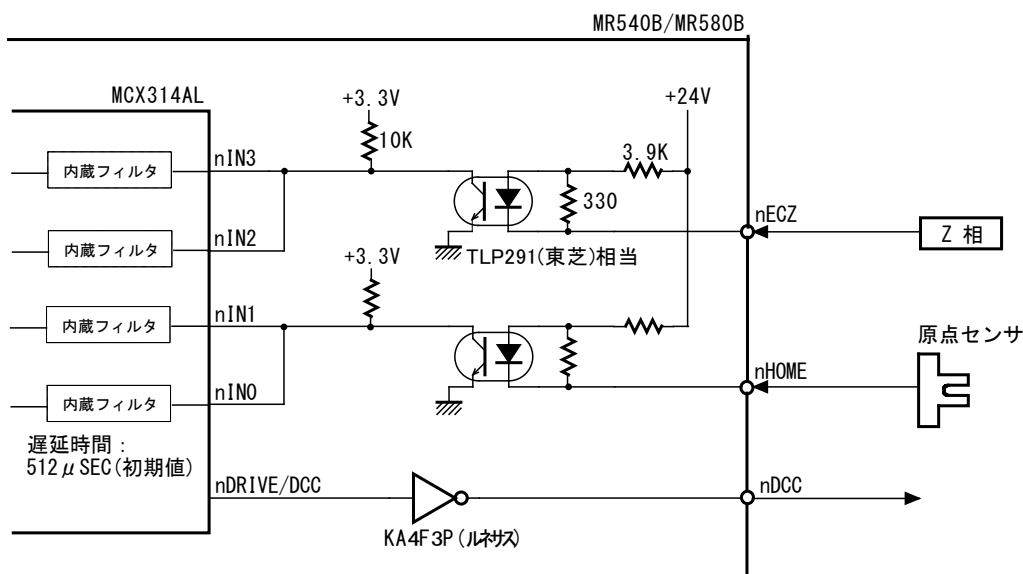 MR540B/MR580B
MCX314AL
+3.3V
+24V
10K
3.9K
内蔵フィルタ
nIN3
330
nECZ
Z 相
内蔵フィルタ
nIN2
TLP291(東芝)相当
+3.3V
内蔵フィルタ
nIN1
原点センサ
nHOME
内蔵フィルタ
nIN0
遅延時間：
512μSEC(初期値)
nDRIVE/DCC
nDCC
KA4F3P(ルネサス)